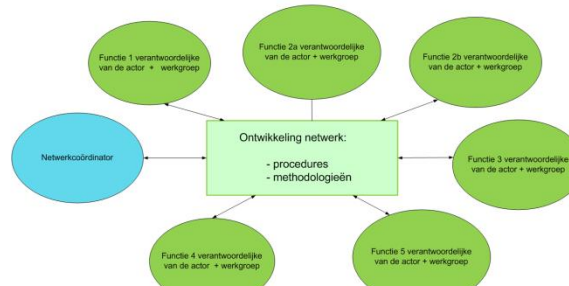 Functie 1 verantwoordelijke
van de actor + werkgroep
Functie 2a verantwoordelijke
van de actor + werkgroep
Functie 2b verantwoordelijke
van de actor + werkgroep
Netwerkcoördinator
Ontwikkeling netwerk:
- procedures
- methodologieën
Functie 3 verantwoordelijke
van de actor + werkgroep
Functie 4 verantwoordelijke
van de actor + werkgroep
Functie 5 verantwoordelijke
van de actor + werkgroep